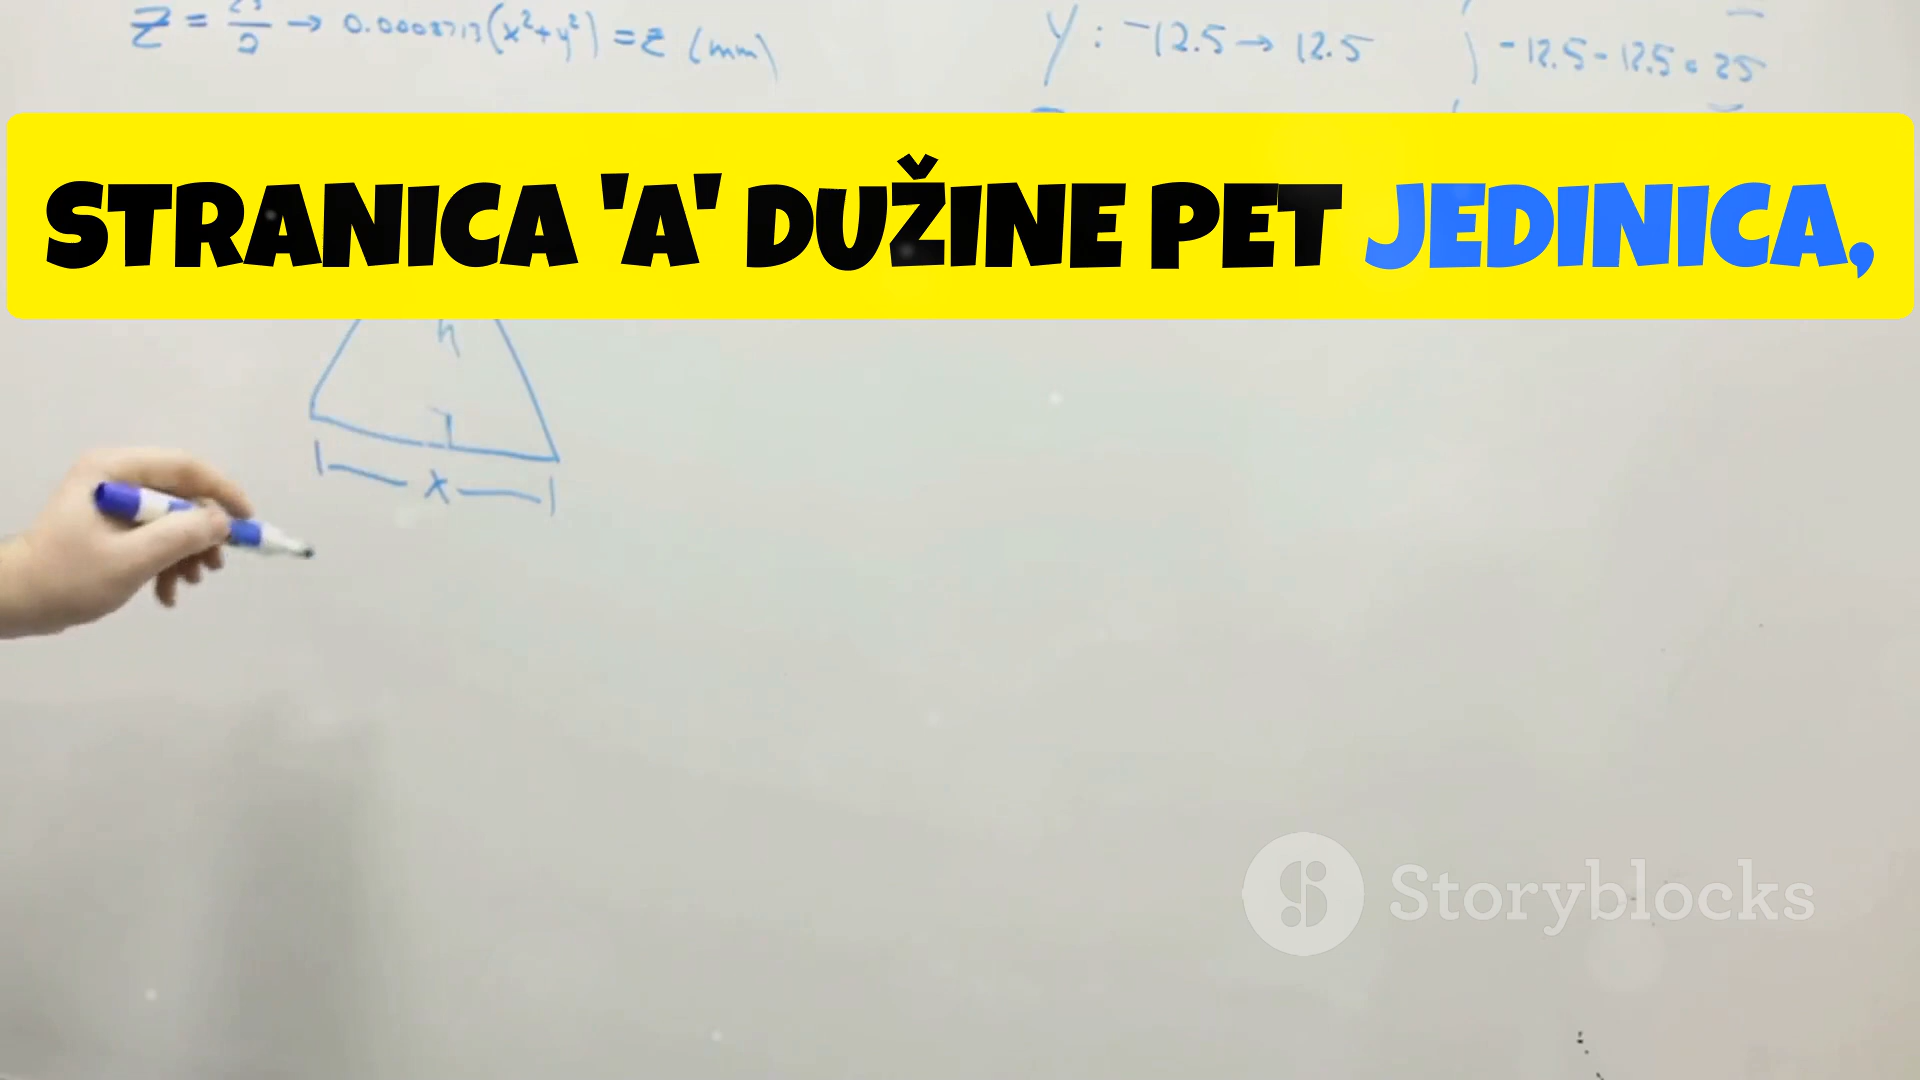 → 0.0008713(x²+y²) = z (mm)
y: -12.5 → 12.5
-12.5 - 12.5 = 25
STRANICA 'A' DUŽINE PET JEDINICA,
h
x
Storyblocks